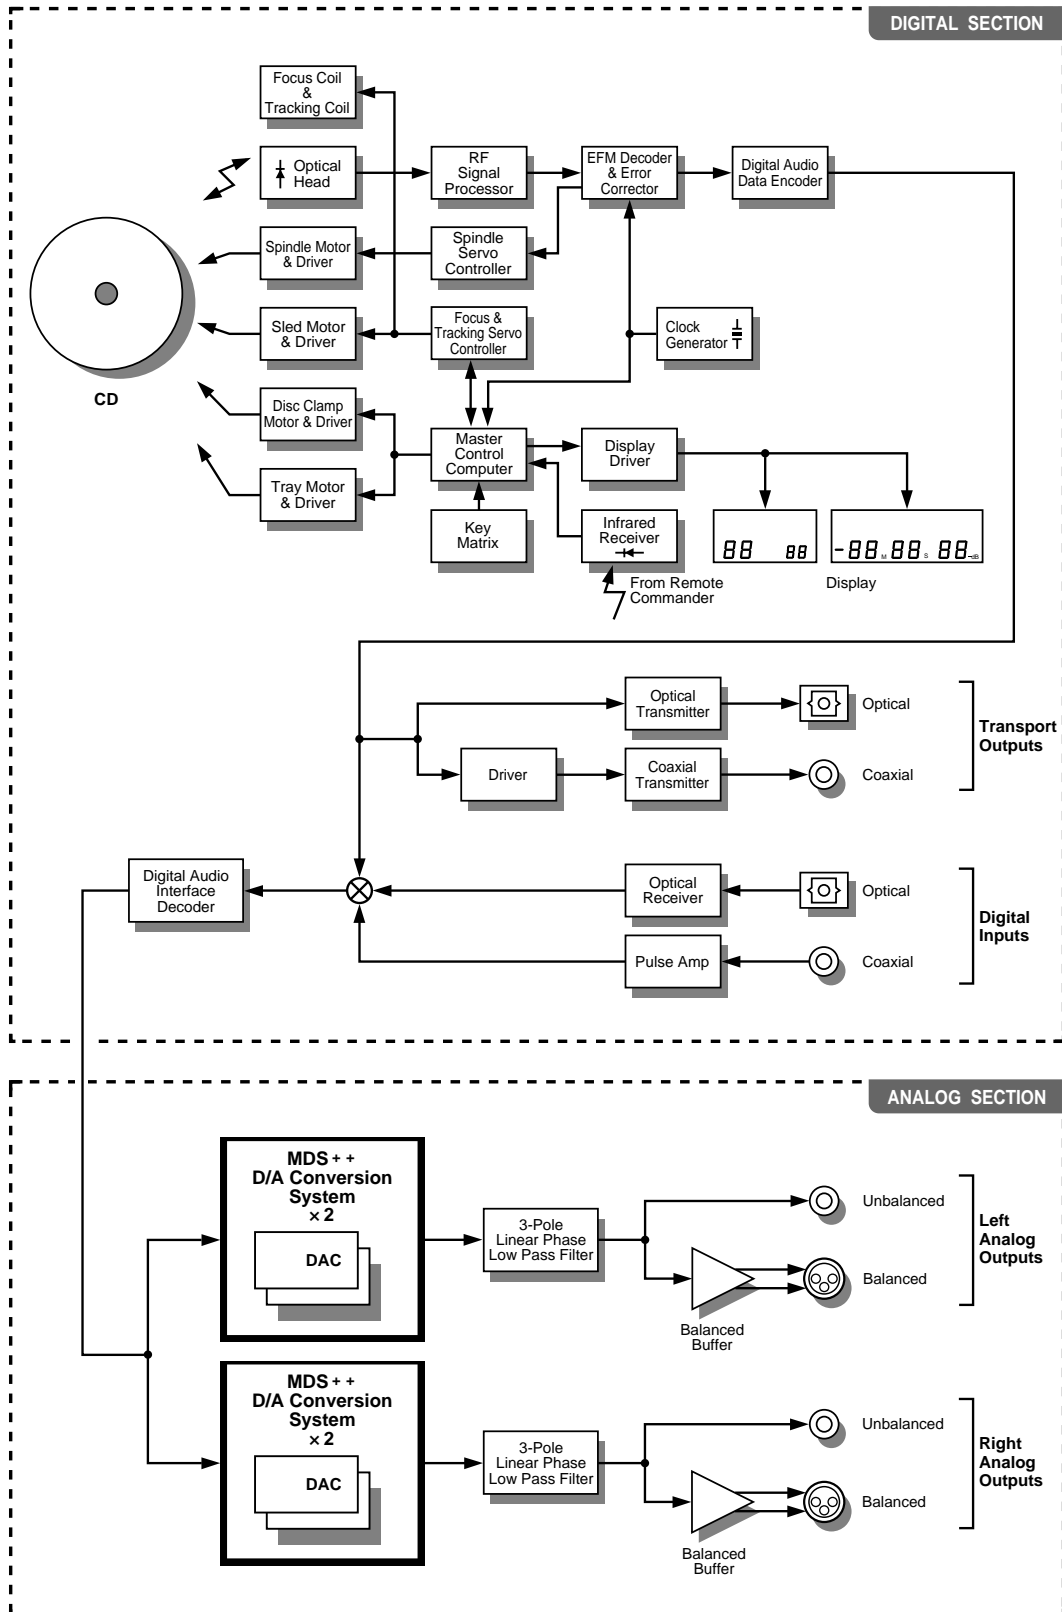 DIGITAL SECTION
Focus Coil
&
Tracking Coil
Optical
Head
RF
Signal
Processor
EFM Decoder
& Error
Corrector
Digital Audio
Data Encoder
Spindle Motor
& Driver
Spindle
Servo
Controller
Sled Motor
& Driver
Focus &
Tracking Servo
Controller
Clock
Generator
CD
Disc Clamp
Motor & Driver
Master
Control
Computer
Display
Driver
Tray Motor
& Driver
Key
Matrix
Infrared
Receiver
88 88
-88 M 88 S 88 -dB
From Remote
Commander
Display
Optical
Transmitter
Optical
Transport
Outputs
Driver
Coaxial
Transmitter
Coaxial
Digital Audio
Interface
Decoder
Optical
Receiver
Optical
Digital
Inputs
Pulse Amp
Coaxial
ANALOG SECTION
MDS++
D/A Conversion
System
×2
DAC
3-Pole
Linear Phase
Low Pass Filter
Unbalanced
Left
Analog
Outputs
Balanced
Balanced
Buffer
MDS++
D/A Conversion
System
×2
DAC
3-Pole
Linear Phase
Low Pass Filter
Unbalanced
Right
Analog
Outputs
Balanced
Balanced
Buffer